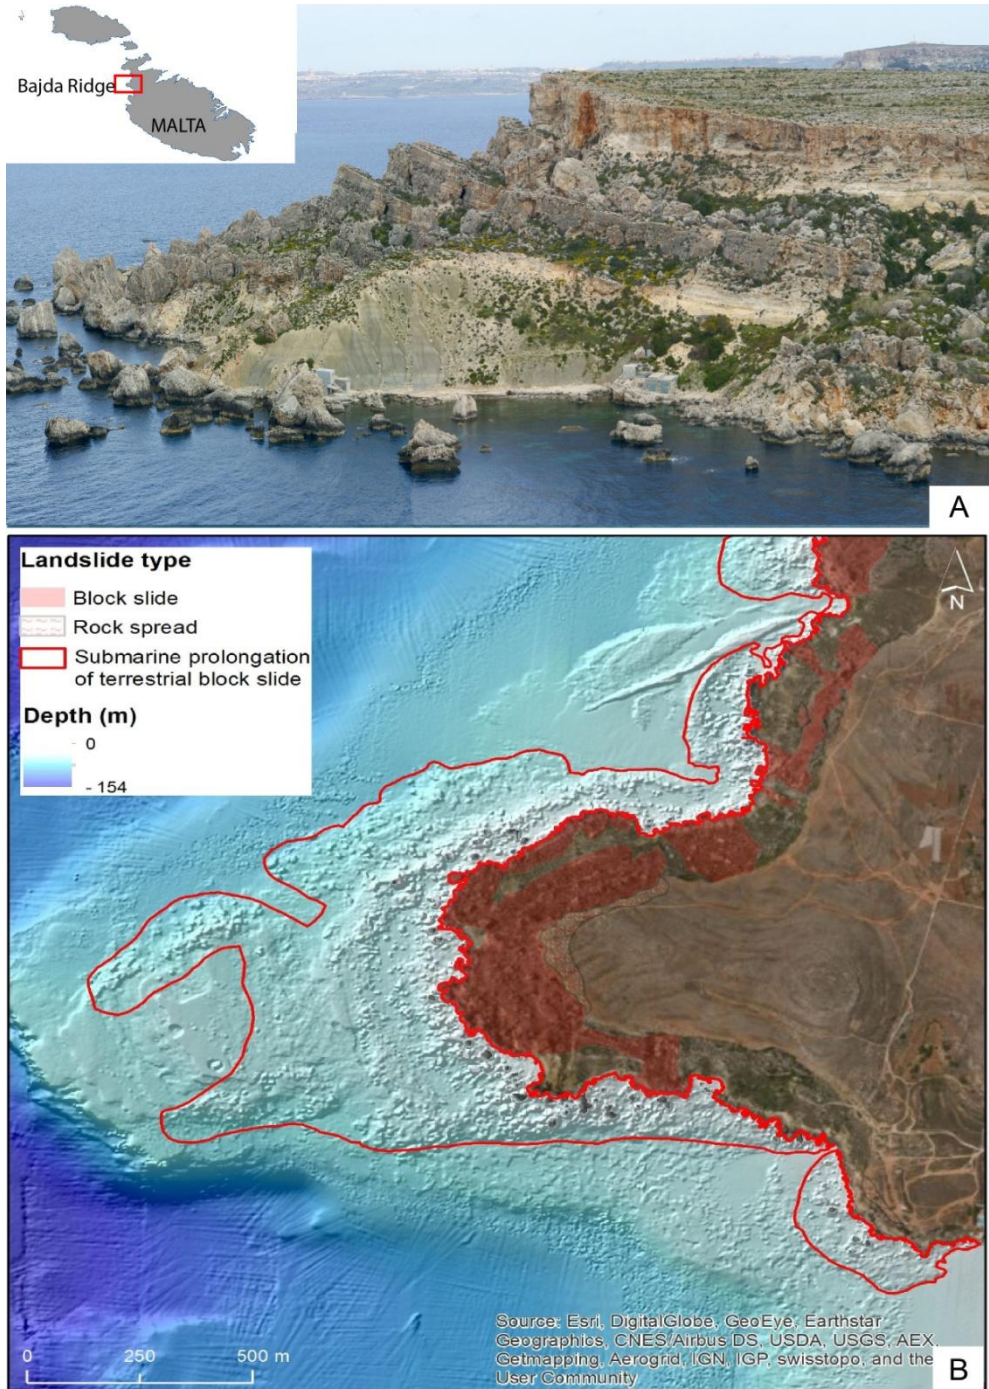 Bajda Ridge
MALTA
A
Landslide type
Block slide
Rock spread
Submarine prolongation
of terrestrial block slide
Depth (m)
0
- 154
N
0 250 500 m
Source: Esri, DigitalGlobe, GeoEye, Earthstar
Geographics, CNES/Airbus DS, USDA, USGS, AEX,
Getmapping, Aerogrid, IGN, IGP, swisstopo, and the
User Community
B